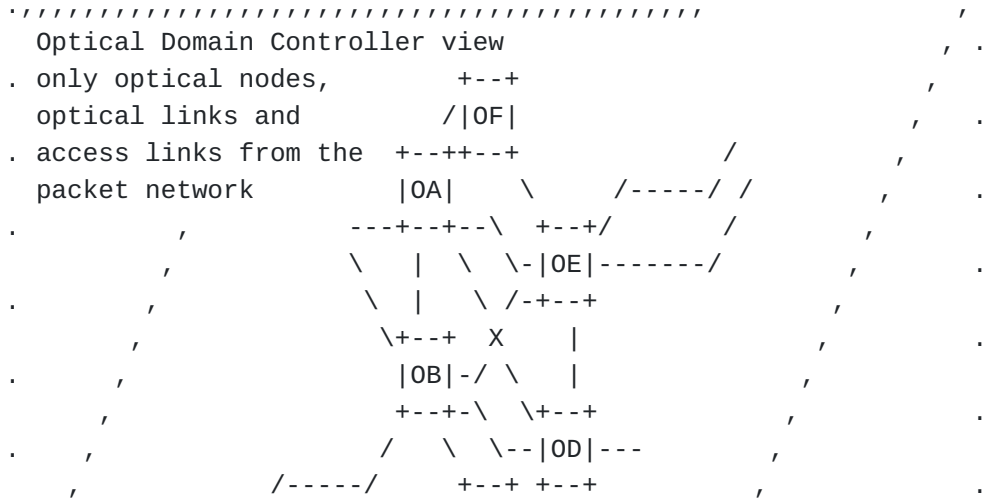 .,,,,,,,,,,,,,,,,,,,,,,,,,,,,,,,,,,,,,,,,,,,,                ,
  Optical Domain Controller view                            , .
. only optical nodes,        +--+                          ,
  optical links and         /|OF|                         ,   .
. access links from the  +--++--+             /          ,
  packet network         |OA|    \     /-----/ /        ,     .
.          ,          ---+--+--\  +--+/       /        ,
          ,           \   |  \  \-|OE|-------/        ,       .
.        ,             \  |   \ /-+--+               ,
        ,               \+--+  X    |               ,         .
.      ,                 |OB|-/ \   |              ,
      ,                  +--+-\  \+--+            ,           .
.    ,                  /   \  \--|OD|---        ,
    ,            /-----/     +--+ +--+          ,             .